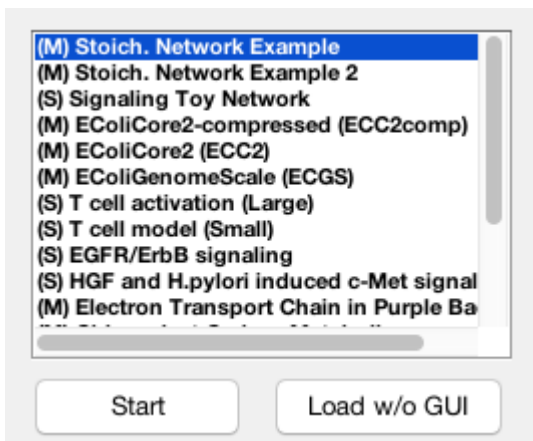 (M) Stoich. Network Example
(M) Stoich. Network Example 2
(S) Signaling Toy Network
(M) EColiCore2-compressed (ECC2comp)
(M) EColiCore2 (ECC2)
(M) EColiGenomeScale (ECGS)
(S) T cell activation (Large)
(S) T cell model (Small)
(S) EGFR/ErbB signaling
(S) HGF and H.pylori induced c-Met signal
(M) Electron Transport Chain in Purple Ba
Start
Load w/o GUI